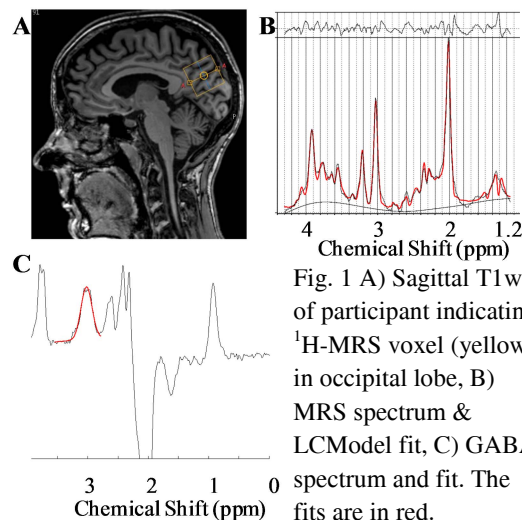 A
91
P
B
4 3 2 1.2
Chemical Shift (ppm)
C
3 2 1 0
Chemical Shift (ppm)
Fig. 1 A) Sagittal T1w
of participant indicatin
¹H-MRS voxel (yellow
in occipital lobe, B)
MRS spectrum &
LCModel fit, C) GABA
spectrum and fit. The
fits are in red.